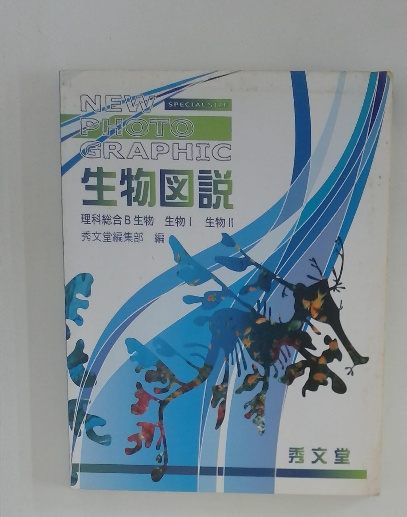 NEW
SPECIAL SIZE
PHOTO
GRAPHIC
生物図説
理科総合B生物 生物Ⅰ 生物Ⅱ
秀文堂編集部 編
秀文堂